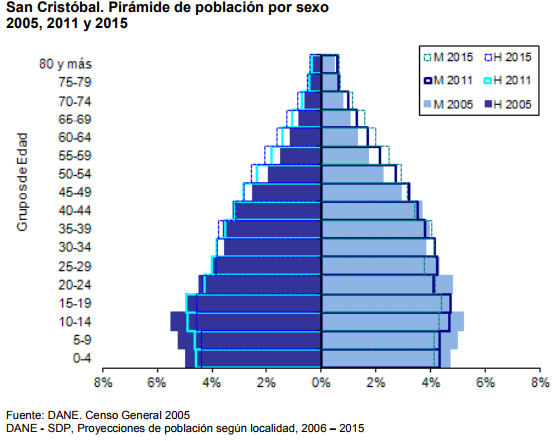 San Cristóbal. Pirámide de población por sexo
2005, 2011 y 2015
M 2015 H 2015
M 2011 H 2011
M 2005 H 2005
Grupos de Edad
80 y más
75-79
70-74
65-69
60-64
55-59
50-54
45-49
40-44
35-39
30-34
25-29
20-24
15-19
10-14
5-9
0-4
8% 6% 4% 2% 0% 2% 4% 6% 8%
Fuente: DANE. Censo General 2005
DANE - SDP, Proyecciones de población según localidad, 2006 – 2015